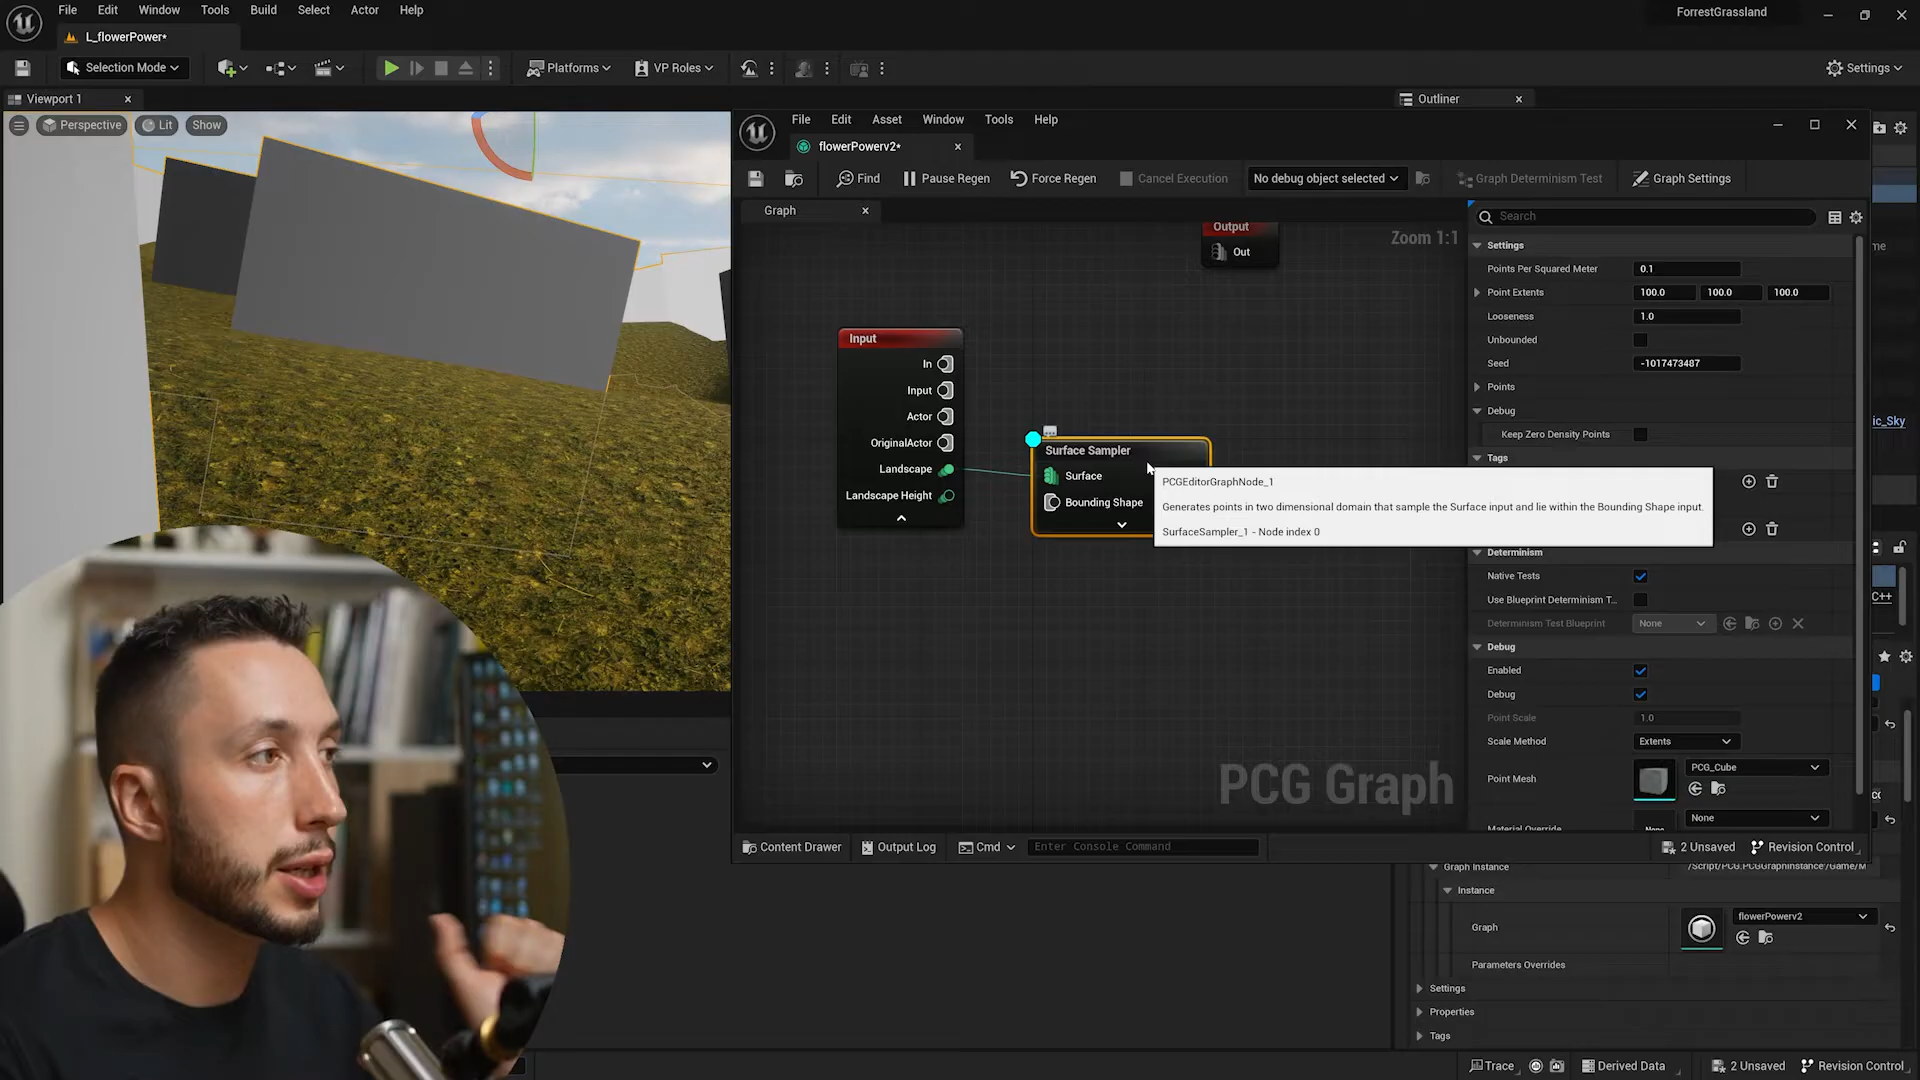 File Edit Window Tools Build Select Actor Help
ForrestGrassland
L_flowerPower*
Selection Mode
Platforms
VP Roles
Settings
Viewport 1
Outliner
Perspective
Lit
Show
File Edit Asset Window Tools Help
flowerPowerv2*
Find
Pause Regen
Force Regen
Cancel Execution
No debug object selected
Graph Determinism Test
Graph Settings
Graph
Zoom 1:1
Output
Out
Input
In
Input
Actor
OriginalActor
Landscape
Landscape Height
Surface Sampler
Surface
Bounding Shape
PCGEditorGraphNode_1
Generates points in two dimensional domain that sample the Surface input and lie within the Bounding Shape input.
SurfaceSampler_1 - Node index 0
PCG Graph
Search
Settings
Points Per Squared Meter 0.1
Point Extents 100.0 100.0 100.0
Looseness 1.0
Unbounded
Seed -1017473487
Points
Debug
Keep Zero Density Points
Tags
Determinism
Native Tests
Use Blueprint Determinism T...
Determinism Test Blueprint None
Debug
Enabled
Debug
Point Scale 1.0
Scale Method Extents
Point Mesh PCG_Cube
Material Override None None
ic_Sky
C++
Content Drawer
Output Log
Cmd
Enter Console Command
2 Unsaved
Revision Control
Graph Instance /Script/PCG.PCGGraphInstance'/Game/M
Instance
Graph flowerPowerv2
Parameters Overrides
Settings
Properties
Tags
Trace
Derived Data
2 Unsaved
Revision Control